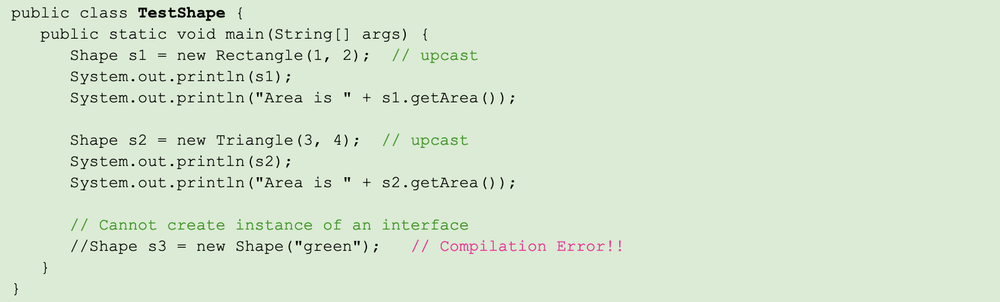 public class TestShape {
   public static void main(String[] args) {
      Shape s1 = new Rectangle(1, 2);  // upcast
      System.out.println(s1);
      System.out.println("Area is " + s1.getArea());

      Shape s2 = new Triangle(3, 4);  // upcast
      System.out.println(s2);
      System.out.println("Area is " + s2.getArea());

      // Cannot create instance of an interface
      //Shape s3 = new Shape("green");   // Compilation Error!!
   }
}